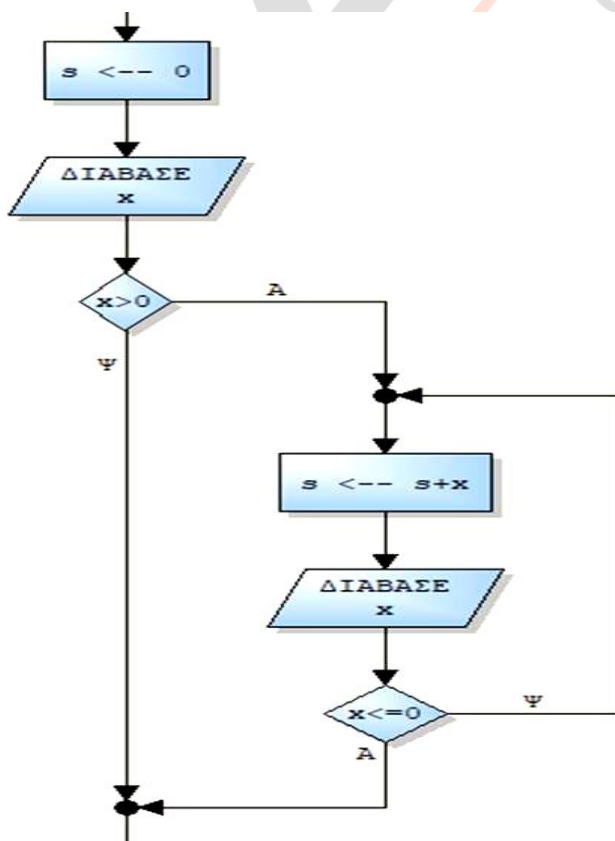 s <-- 0
ΔΙΑΒΑΣΕ
x
x>0
Α
Ψ
s <-- s+x
ΔΙΑΒΑΣΕ
x
x<=0
Ψ
Α